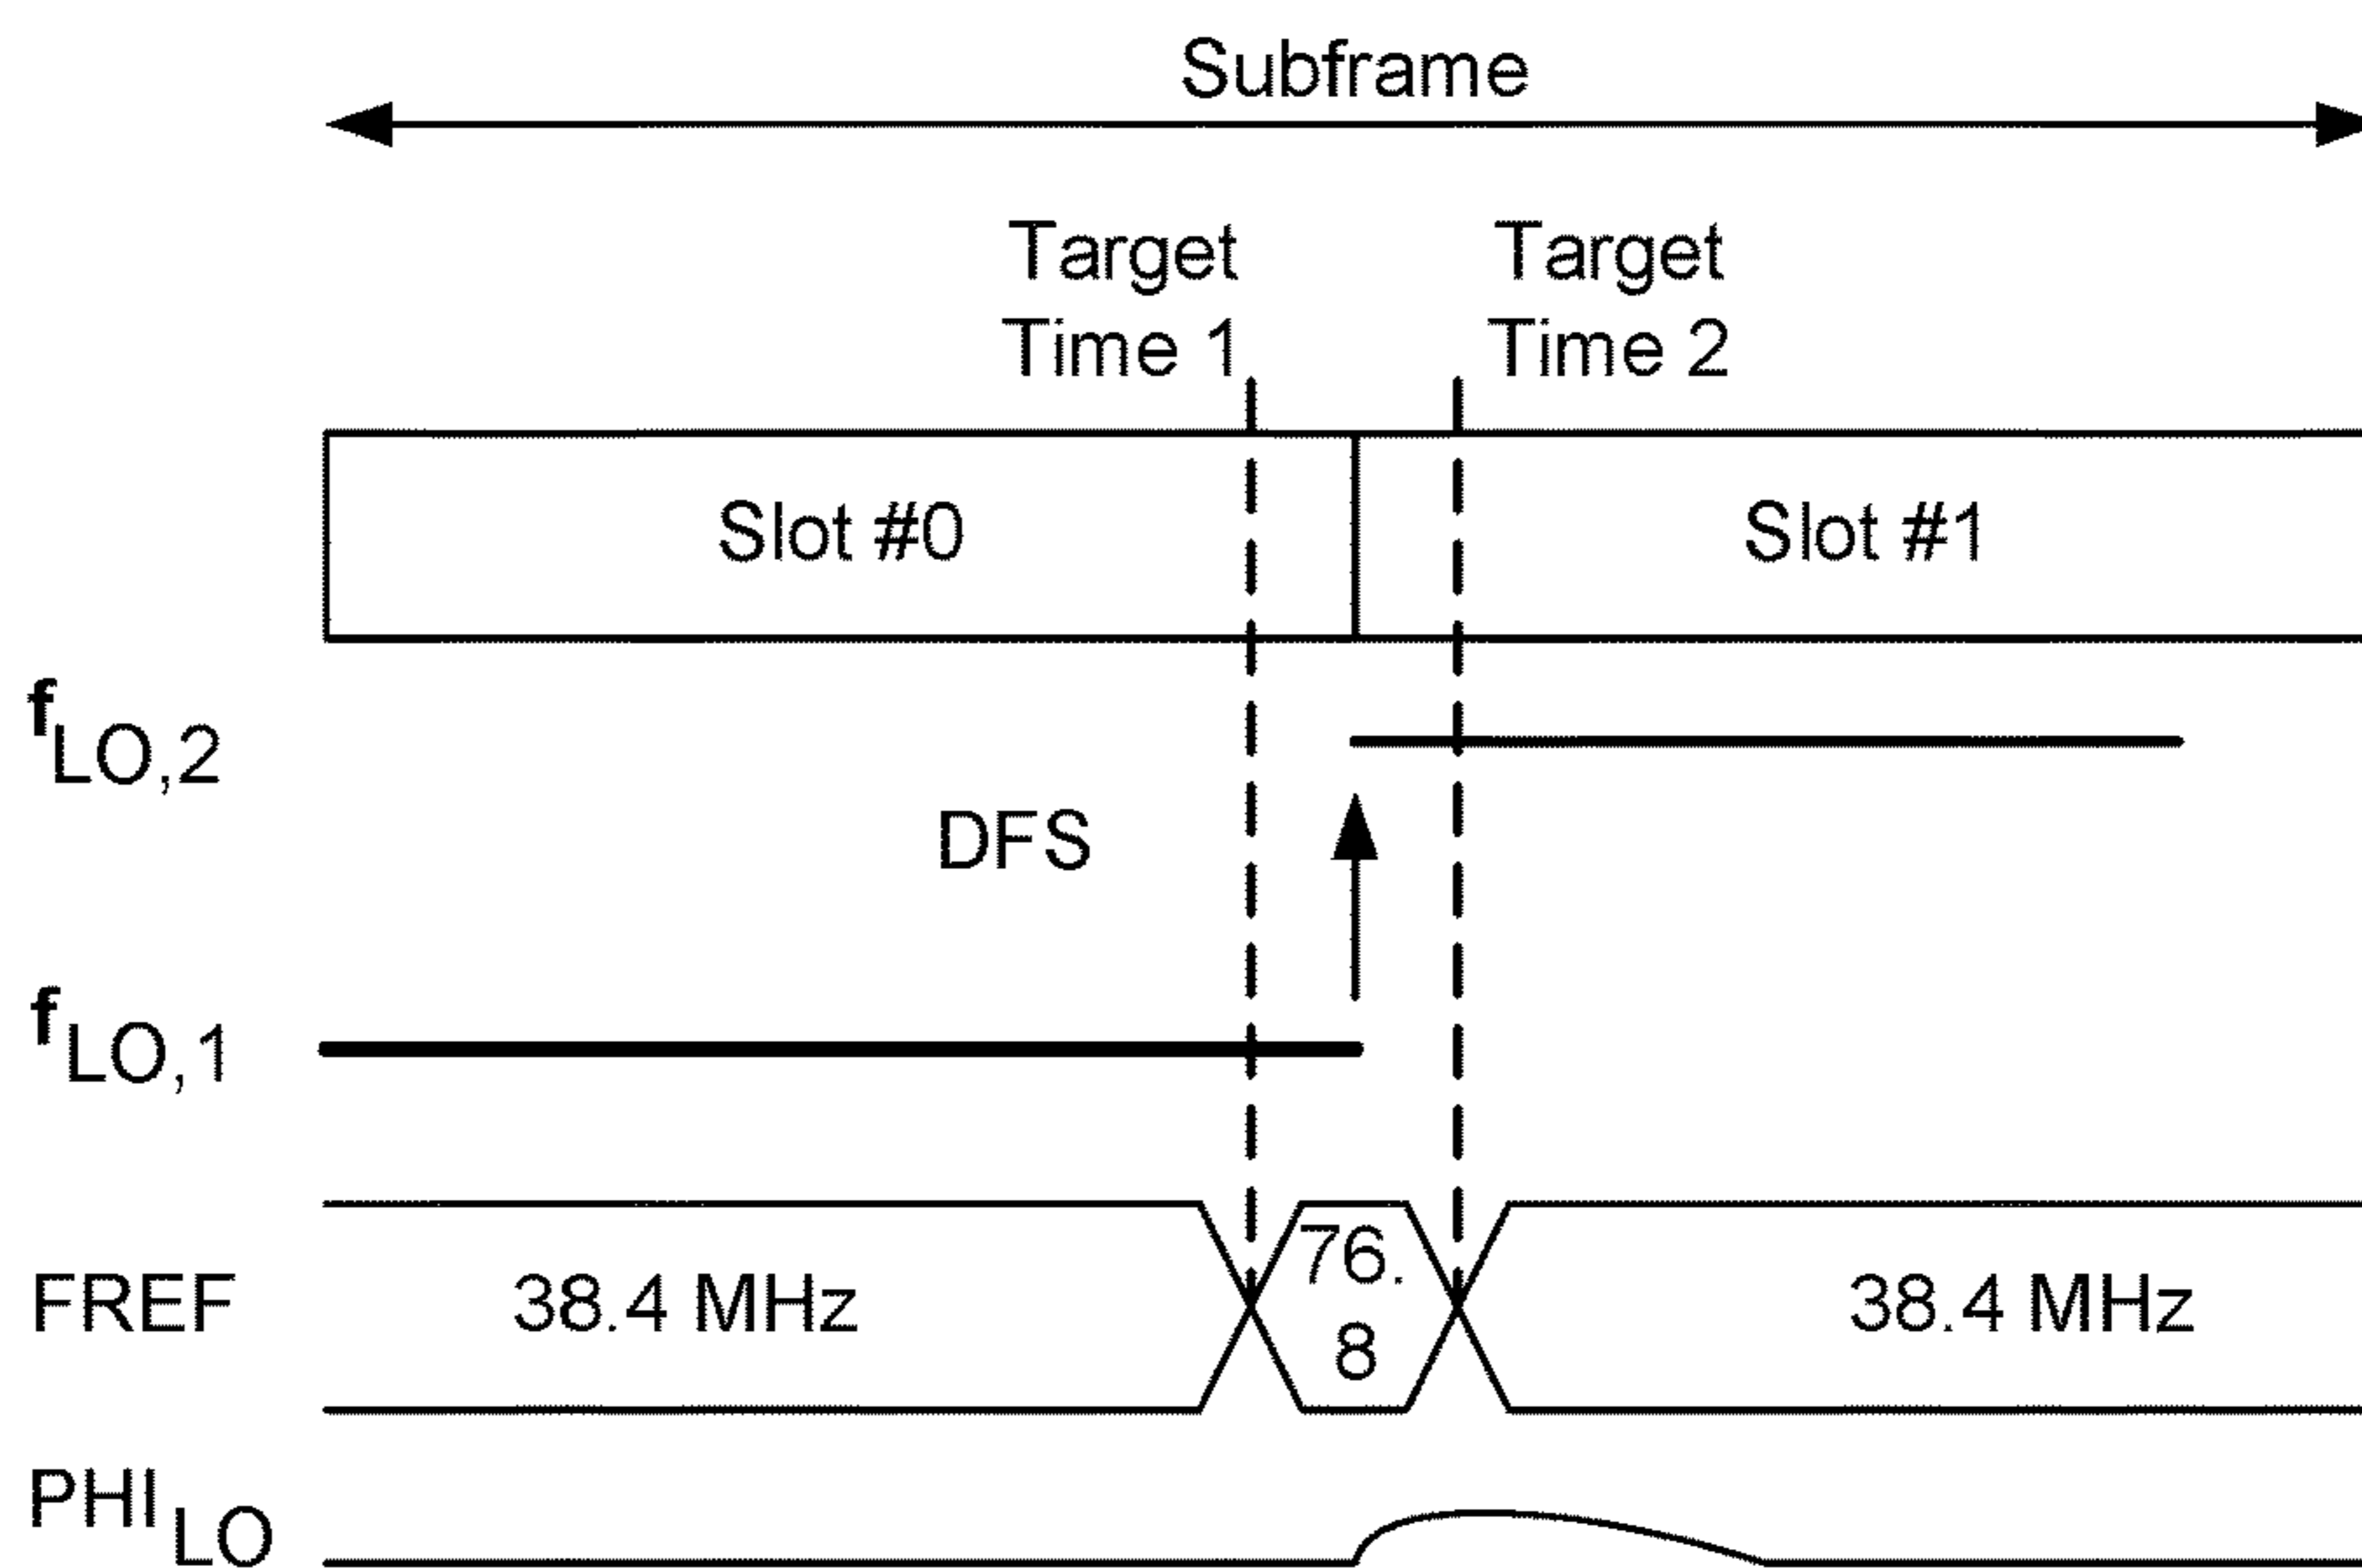 Subframe
Target Time 1
Target Time 2
Slot #0
Slot #1
fLO,2
DFS
fLO,1
FREF
38.4 MHz
76.
8
38.4 MHz
PHILO